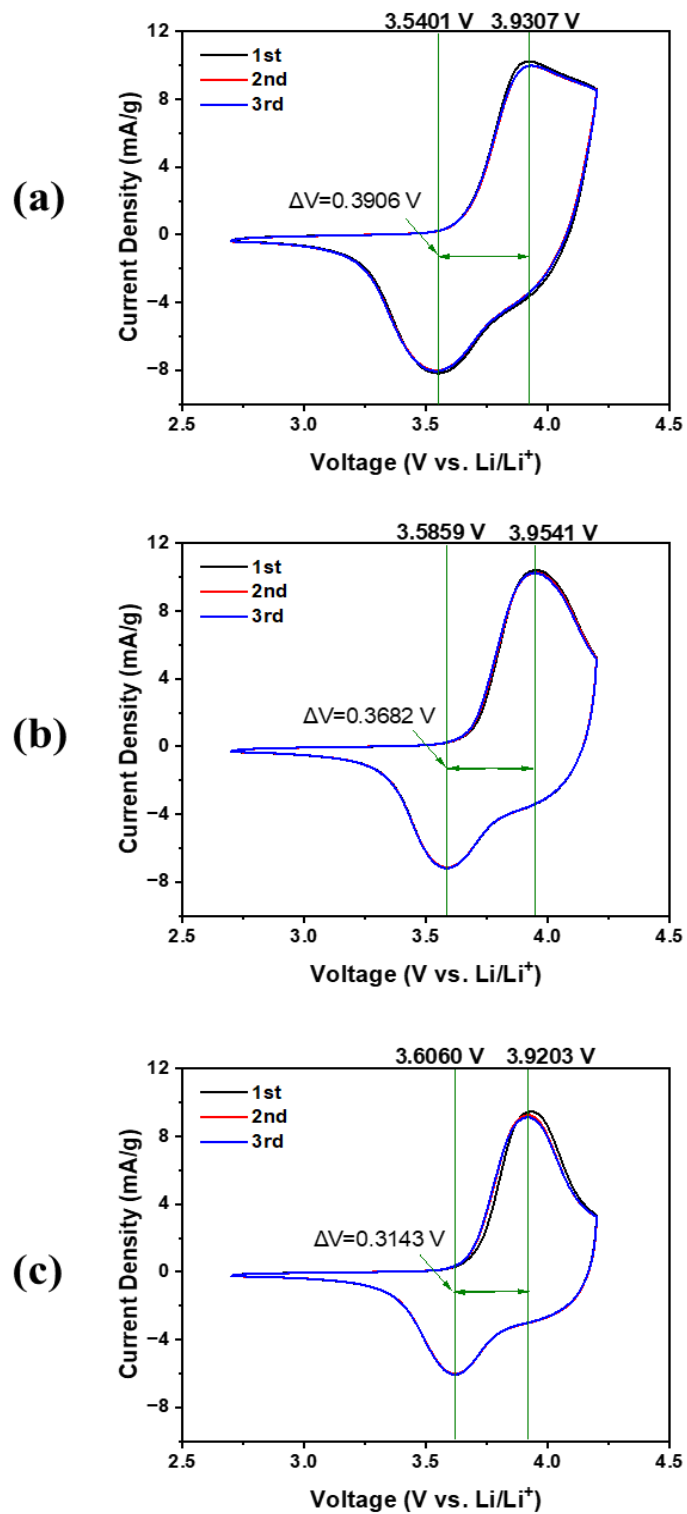 (a)
3.5401 V 3.9307 V
12
8
4
0
−4
−8
1st
2nd
3rd
ΔV=0.3906 V
Current Density (mA/g)
2.5 3.0 3.5 4.0 4.5
Voltage (V vs. Li/Li⁺)
(b)
3.5859 V 3.9541 V
12
8
4
0
−4
−8
1st
2nd
3rd
ΔV=0.3682 V
Current Density (mA/g)
2.5 3.0 3.5 4.0 4.5
Voltage (V vs. Li/Li⁺)
(c)
3.6060 V 3.9203 V
12
8
4
0
−4
−8
1st
2nd
3rd
ΔV=0.3143 V
Current Density (mA/g)
2.5 3.0 3.5 4.0 4.5
Voltage (V vs. Li/Li⁺)